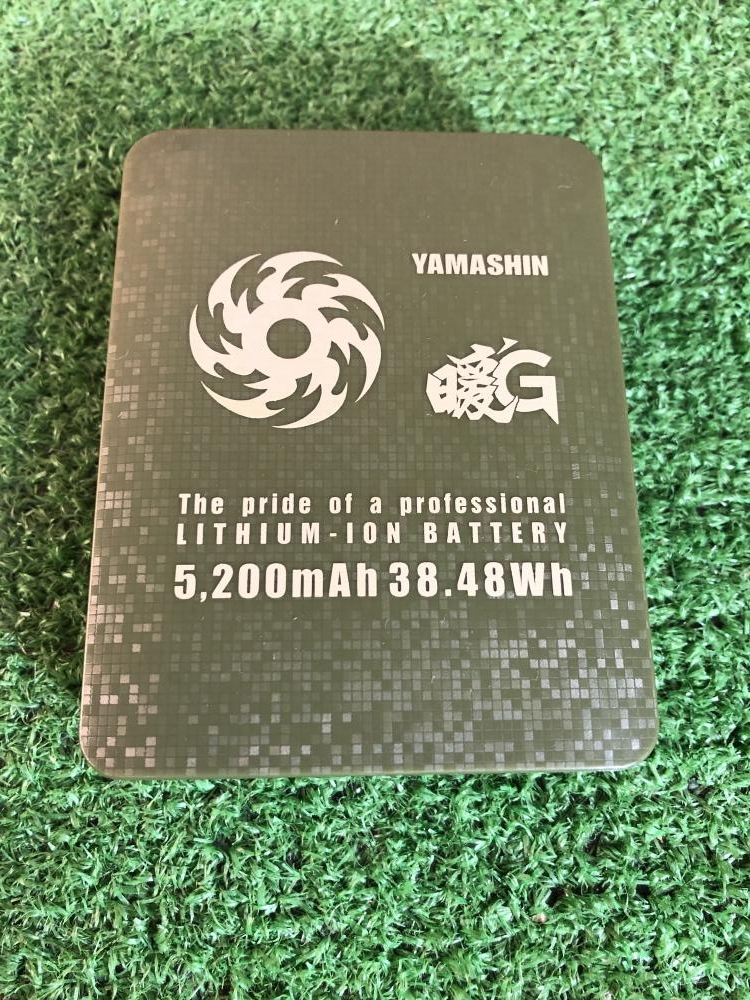 YAMASHIN
暖G
The pride of a professional
LITHIUM-ION BATTERY
5,200mAh 38.48Wh